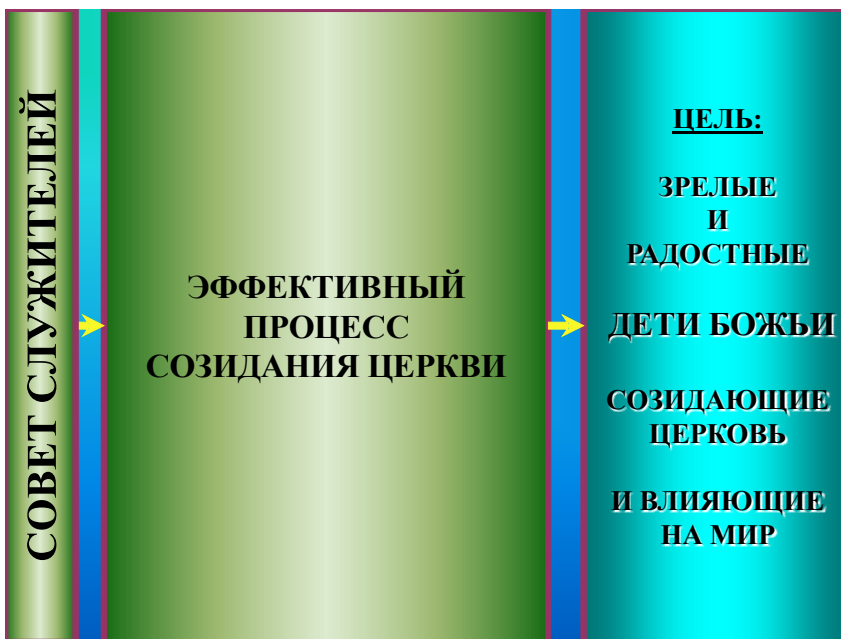 СОВЕТ СЛУЖИТЕЛЕЙ
ЭФФЕКТИВНЫЙ
ПРОЦЕСС
СОЗИДАНИЯ ЦЕРКВИ
ЦЕЛЬ:
ЗРЕЛЫЕ
И
РАДОСТНЫЕ
ДЕТИ БОЖЬИ
СОЗИДАЮЩИЕ
ЦЕРКОВЬ
И ВЛИЯЮЩИЕ
НА МИР